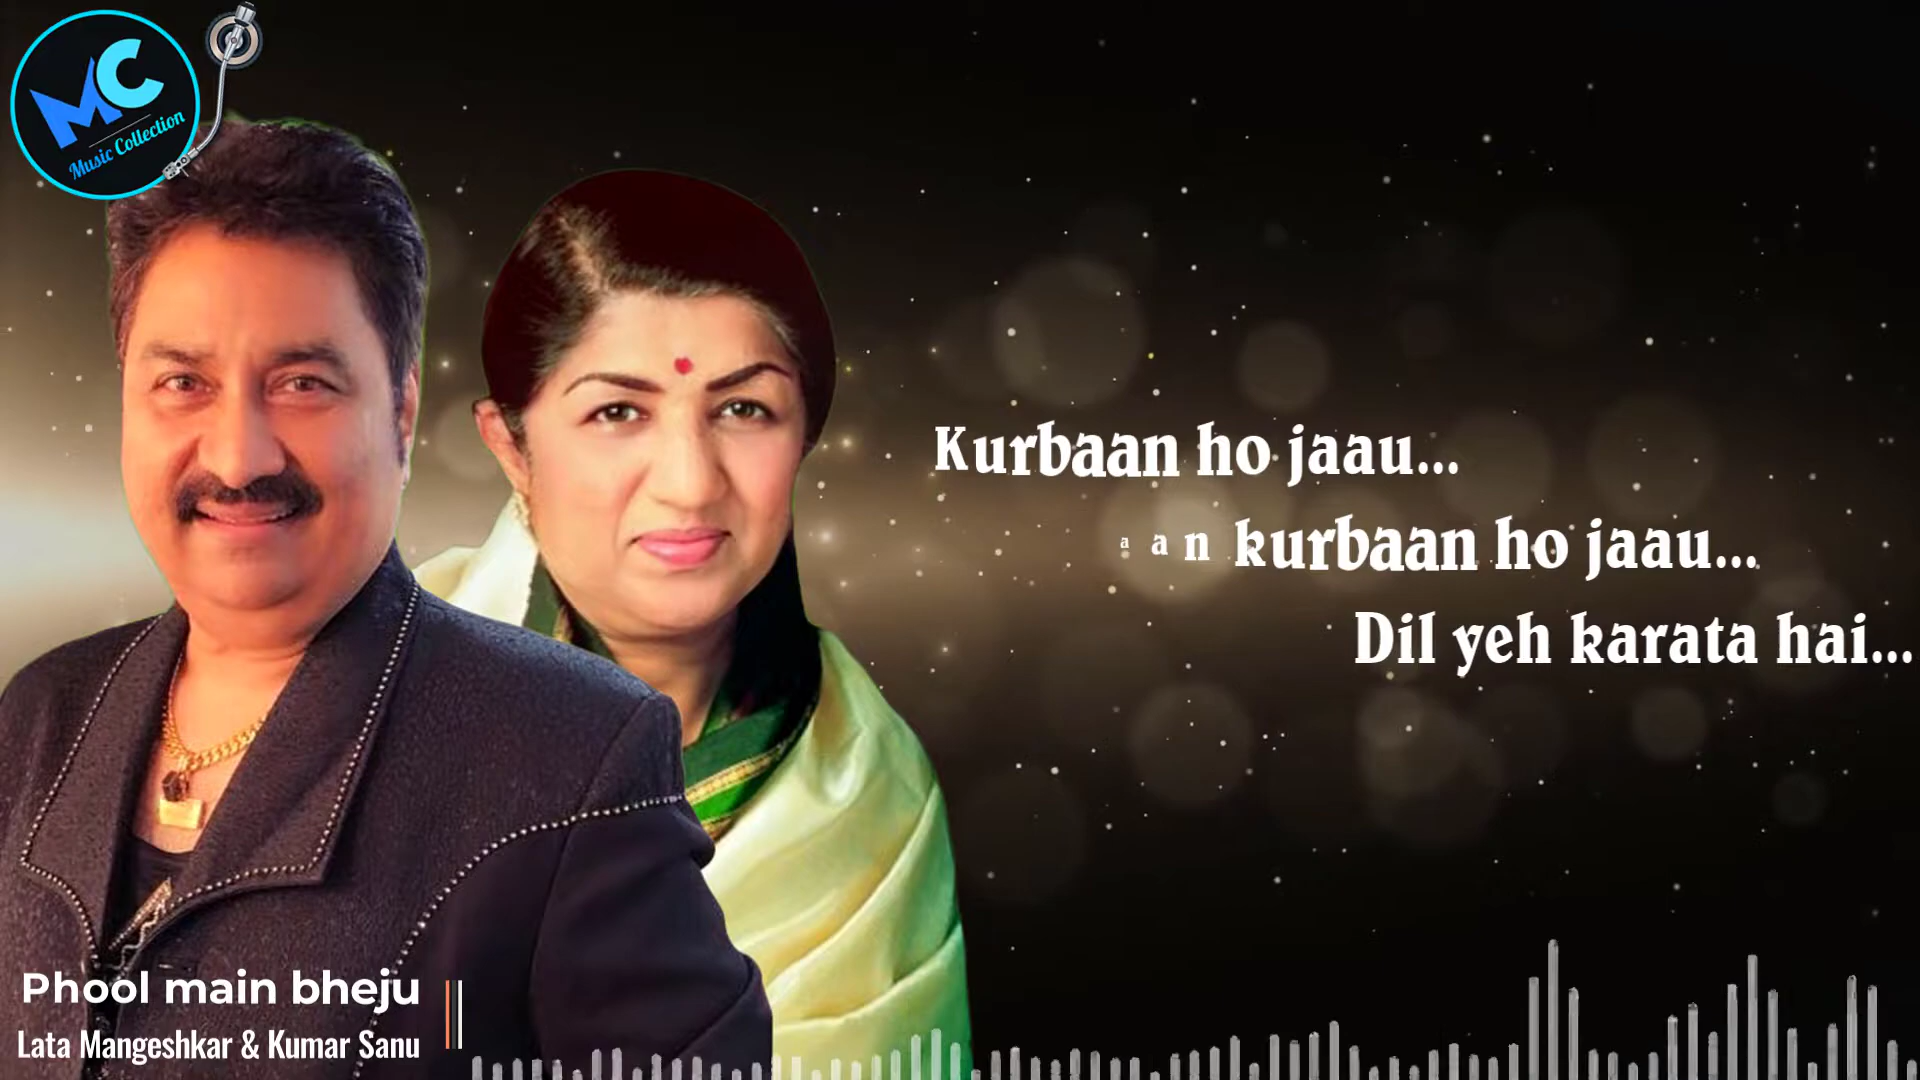 MC
Music Collection
Kurbaan ho jaau...
a a n kurbaan ho jaau...
Dil yeh karata hai...
Phool main bheju
Lata Mangeshkar & Kumar Sanu